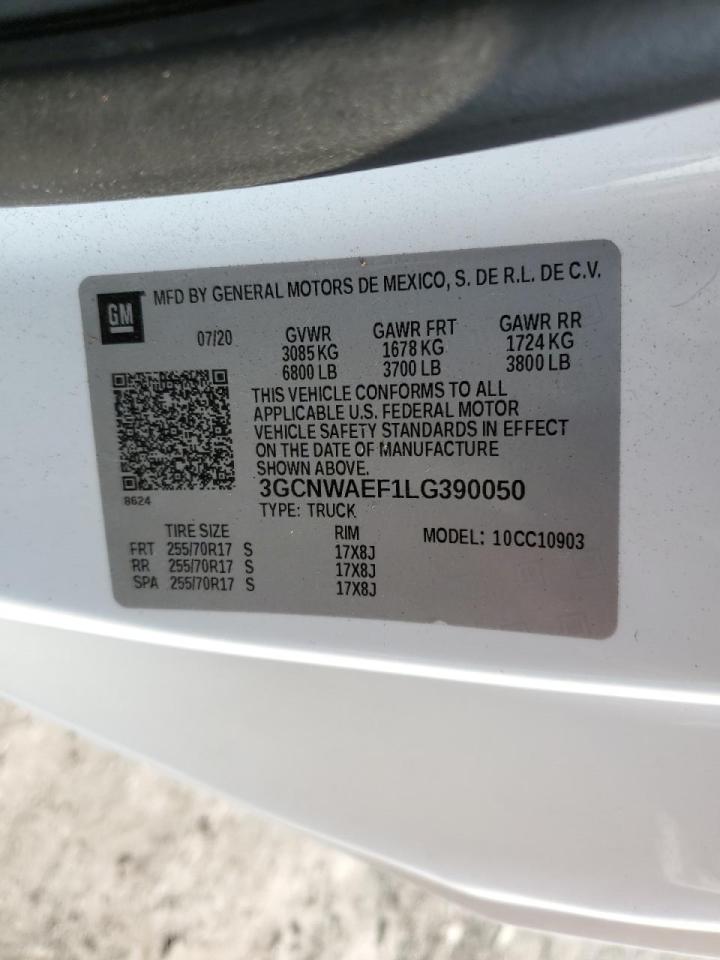 GM MFD BY GENERAL MOTORS DE MEXICO, S. DE R.L. DE C.V.
07/20 GVWR GAWR FRT GAWR RR
3085 KG 1678 KG 1724 KG
6800 LB 3700 LB 3800 LB
THIS VEHICLE CONFORMS TO ALL
APPLICABLE U.S. FEDERAL MOTOR
VEHICLE SAFETY STANDARDS IN EFFECT
ON THE DATE OF MANUFACTURE
SHOWN ABOVE.
8624
3GCNWAEF1LG390050
TYPE: TRUCK
TIRE SIZE RIM MODEL: 10CC10903
FRT 255/70R17 S 17X8J
RR 255/70R17 S 17X8J
SPA 255/70R17 S 17X8J